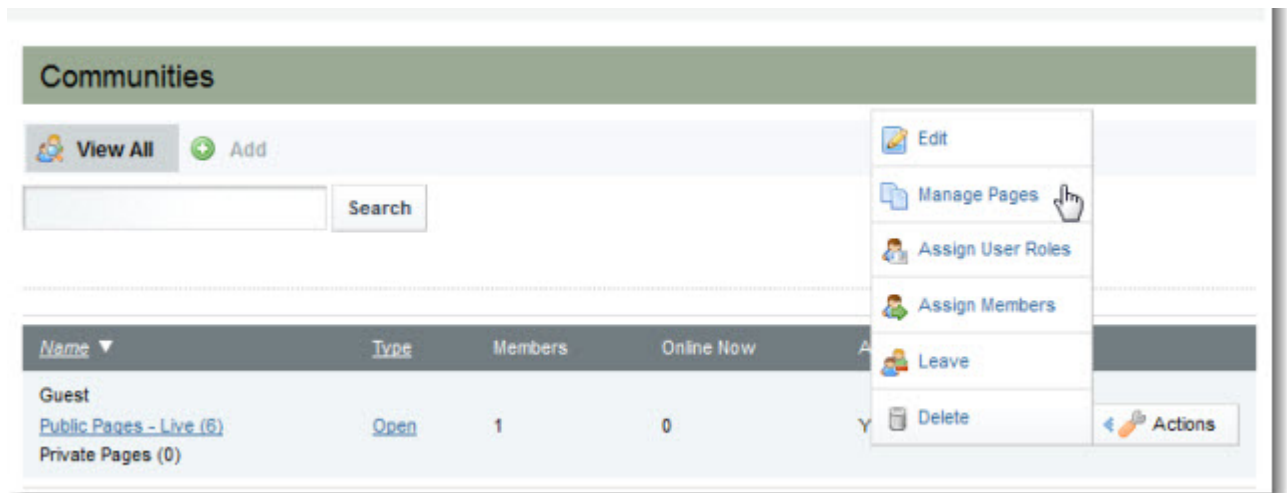 Communities
View All Add
Search
Edit
Manage Pages
Assign User Roles
Assign Members
Leave
Delete
Name ▼ Type Members Online Now
Guest
Public Pages - Live (6) Open 1 0 Actions
Private Pages (0)